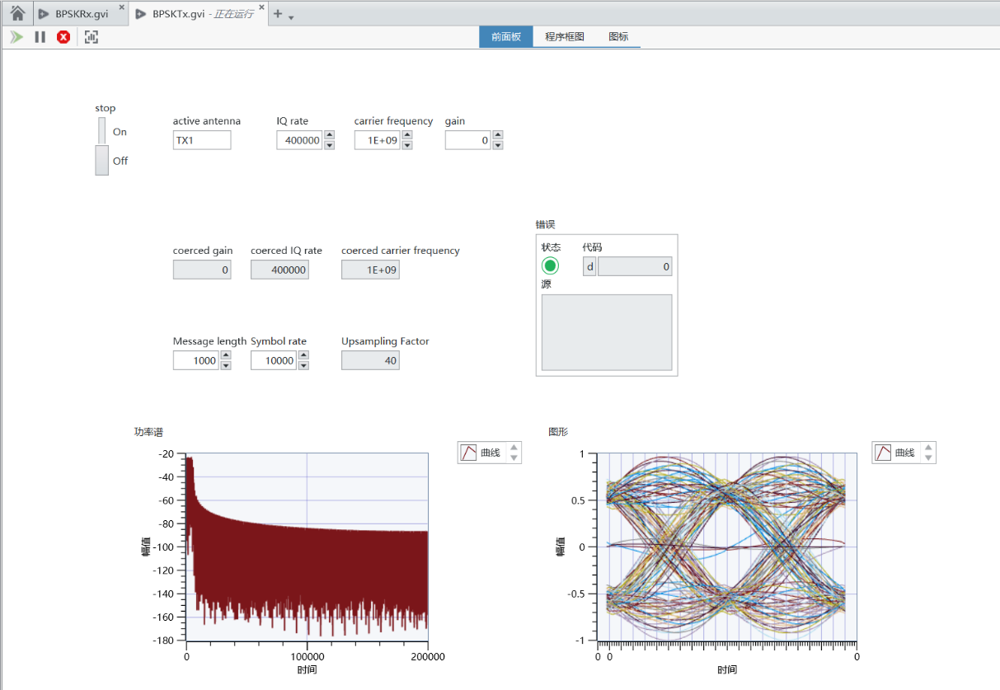 BPSKRx.gvi × BPSKTx.gvi - 正在运行 ×
前面板 程序框图 图标
stop
On
Off
active antenna IQ rate carrier frequency gain
TX1 400000 1E+09 0
错误
状态 代码
d 0
源
coerced gain coerced IQ rate coerced carrier frequency
0 400000 1E+09
Message length Symbol rate Upsampling Factor
1000 10000 40
功率谱
曲线
-20
-40
-60
-80
-100
-120
-140
-160
-180
幅值
0 100000 200000
时间
图形
曲线
1
0.5
0
-0.5
-1
幅值
0 0 0
时间